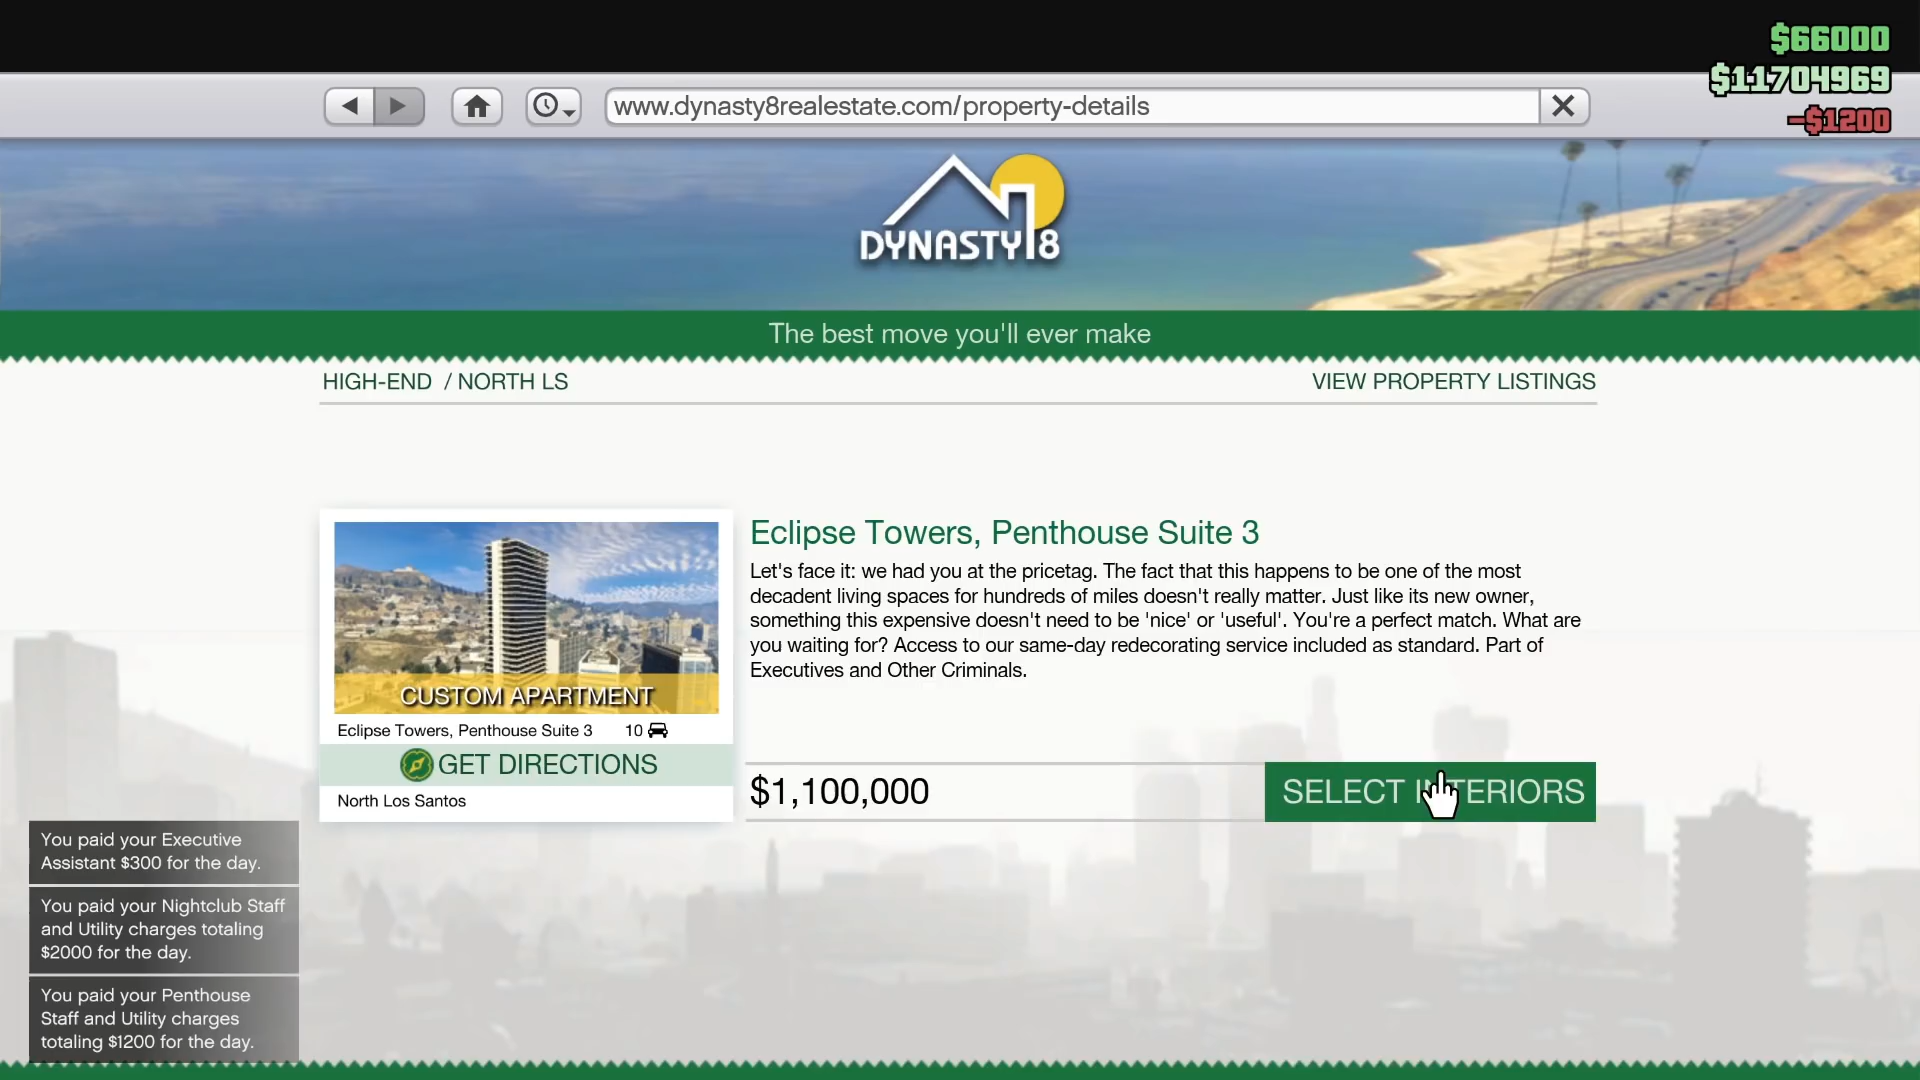 $66000
$11704969
-$1200
www.dynasty8realestate.com/property-details
DYNASTY 8
The best move you'll ever make
HIGH-END / NORTH LS
VIEW PROPERTY LISTINGS
CUSTOM APARTMENT
Eclipse Towers, Penthouse Suite 3 10
GET DIRECTIONS
North Los Santos
Eclipse Towers, Penthouse Suite 3
Let's face it: we had you at the pricetag. The fact that this happens to be one of the most
decadent living spaces for hundreds of miles doesn't really matter. Just like its new owner,
something this expensive doesn't need to be 'nice' or 'useful'. You're a perfect match. What are
you waiting for? Access to our same-day redecorating service included as standard. Part of
Executives and Other Criminals.
$1,100,000
SELECT INTERIORS
You paid your Executive
Assistant $300 for the day.
You paid your Nightclub Staff
and Utility charges totaling
$2000 for the day.
You paid your Penthouse
Staff and Utility charges
totaling $1200 for the day.